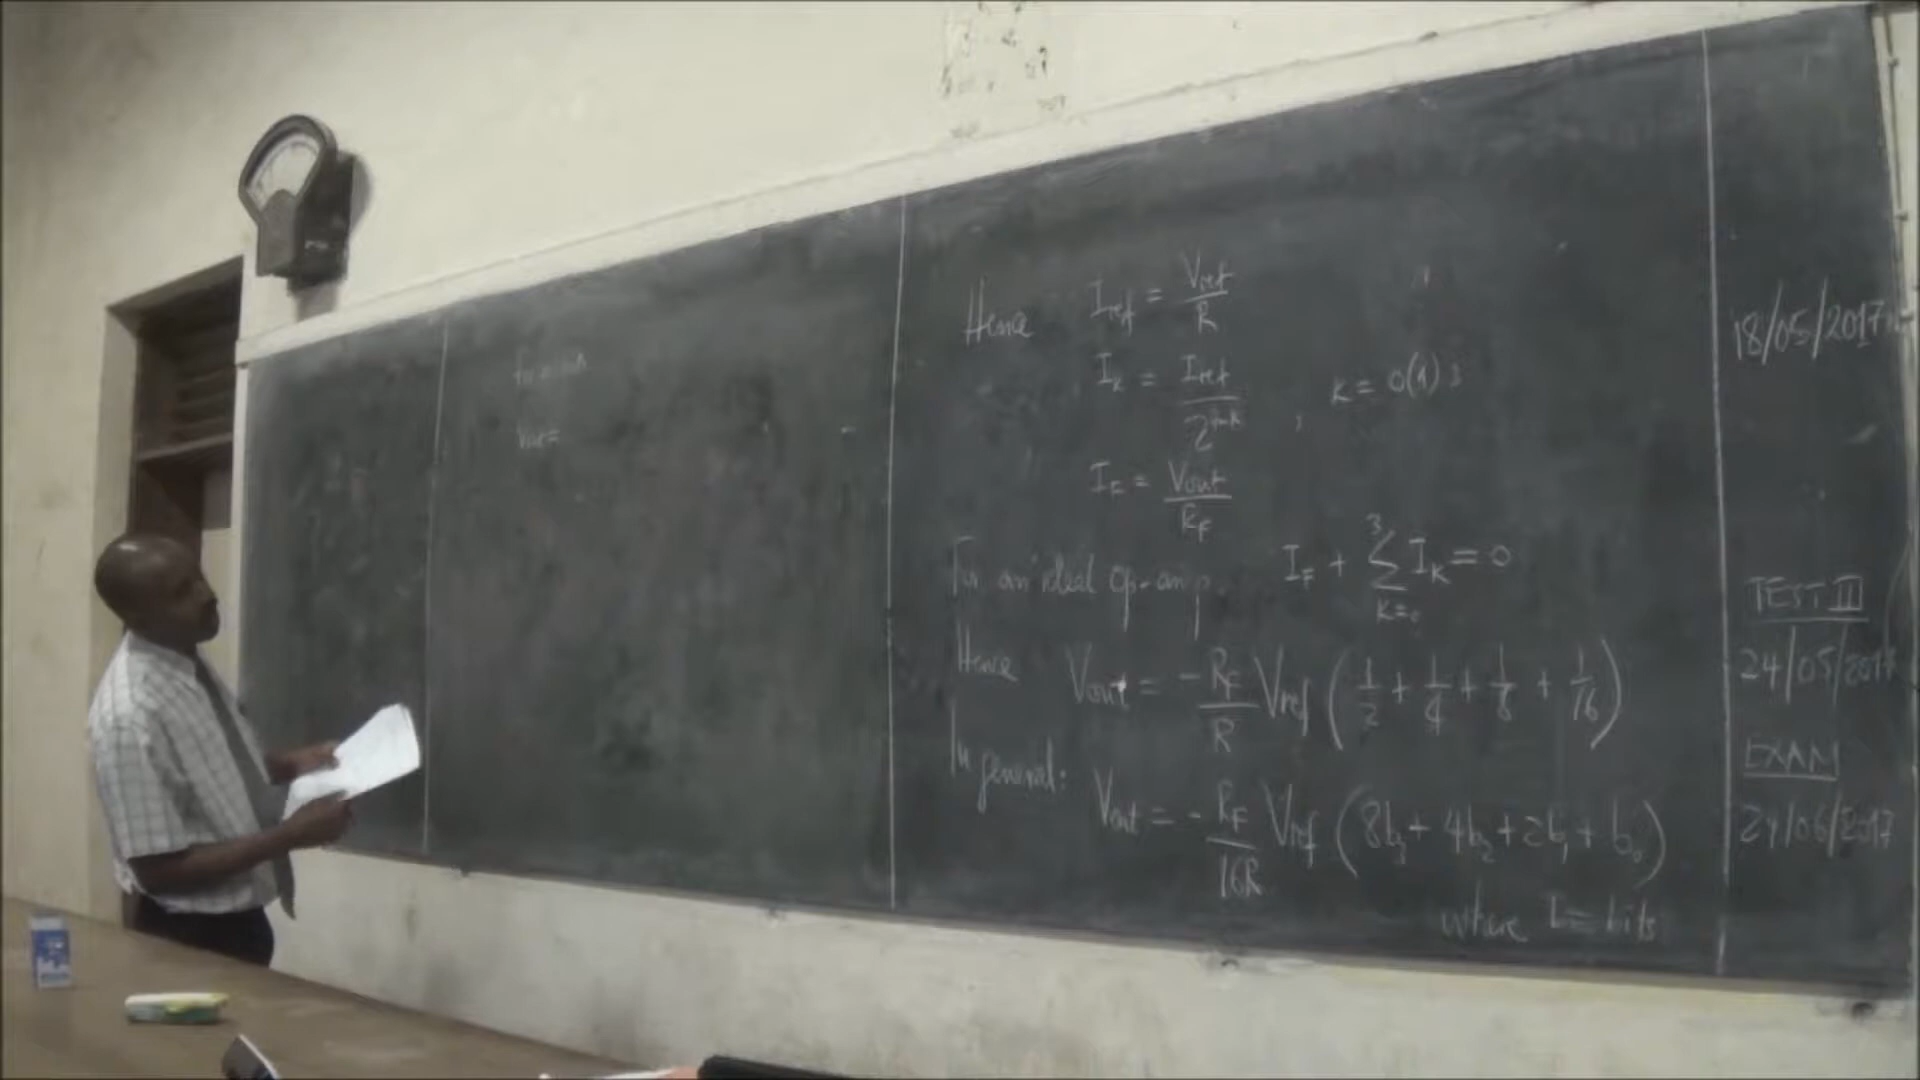 Vout=
Hence I_ref = V_ref / R
I_K = I_ref / 2^(4-K) , K = 0(1)3
I_F = V_out / R_F
For an ideal op-amp I_F + Σ_{K=0}^{3} I_K = 0
Hence V_out = - R_F / R V_ref ( 1/2 + 1/4 + 1/8 + 1/16 )
In general:
V_out = - R_F / 16R V_ref ( 8b_3 + 4b_2 + 2b_1 + b_0 )
where b = bits
18/05/2017
TEST II
24/05/2017
EXAM
24/06/2017